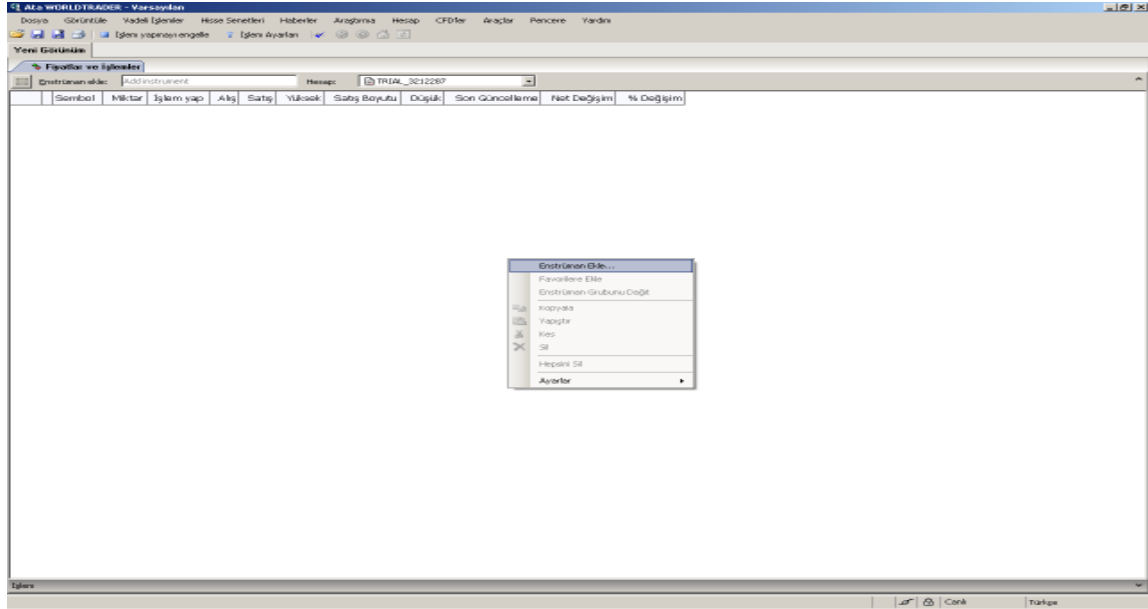 Ata WORLDTRADER - Varsayılan
Dosya Görüntüle Vadeli İşlemler Hisse Senetleri Haberler Araştırma Hesap CFD'ler Araçlar Pencere Yardım
İşlem yapmayı engelle İşlem Ayarları
Yeni Görünüm
Fiyatlar ve İşlemler
Enstrüman ekle: Add instrument Hesap: TRIAL_3212287
Sembol Miktar İşlem yap Alış Satış Yüksek Satış Boyutu Düşük Son Güncelleme Net Değişim % Değişim
Enstrüman Ekle...
Favorilere Ekle
Enstrüman Grubunu Dağıt
Kopyala
Yapıştır
Kes
Sil
Hepsini Sil
Ayarlar
İşlem
Canlı Türkçe